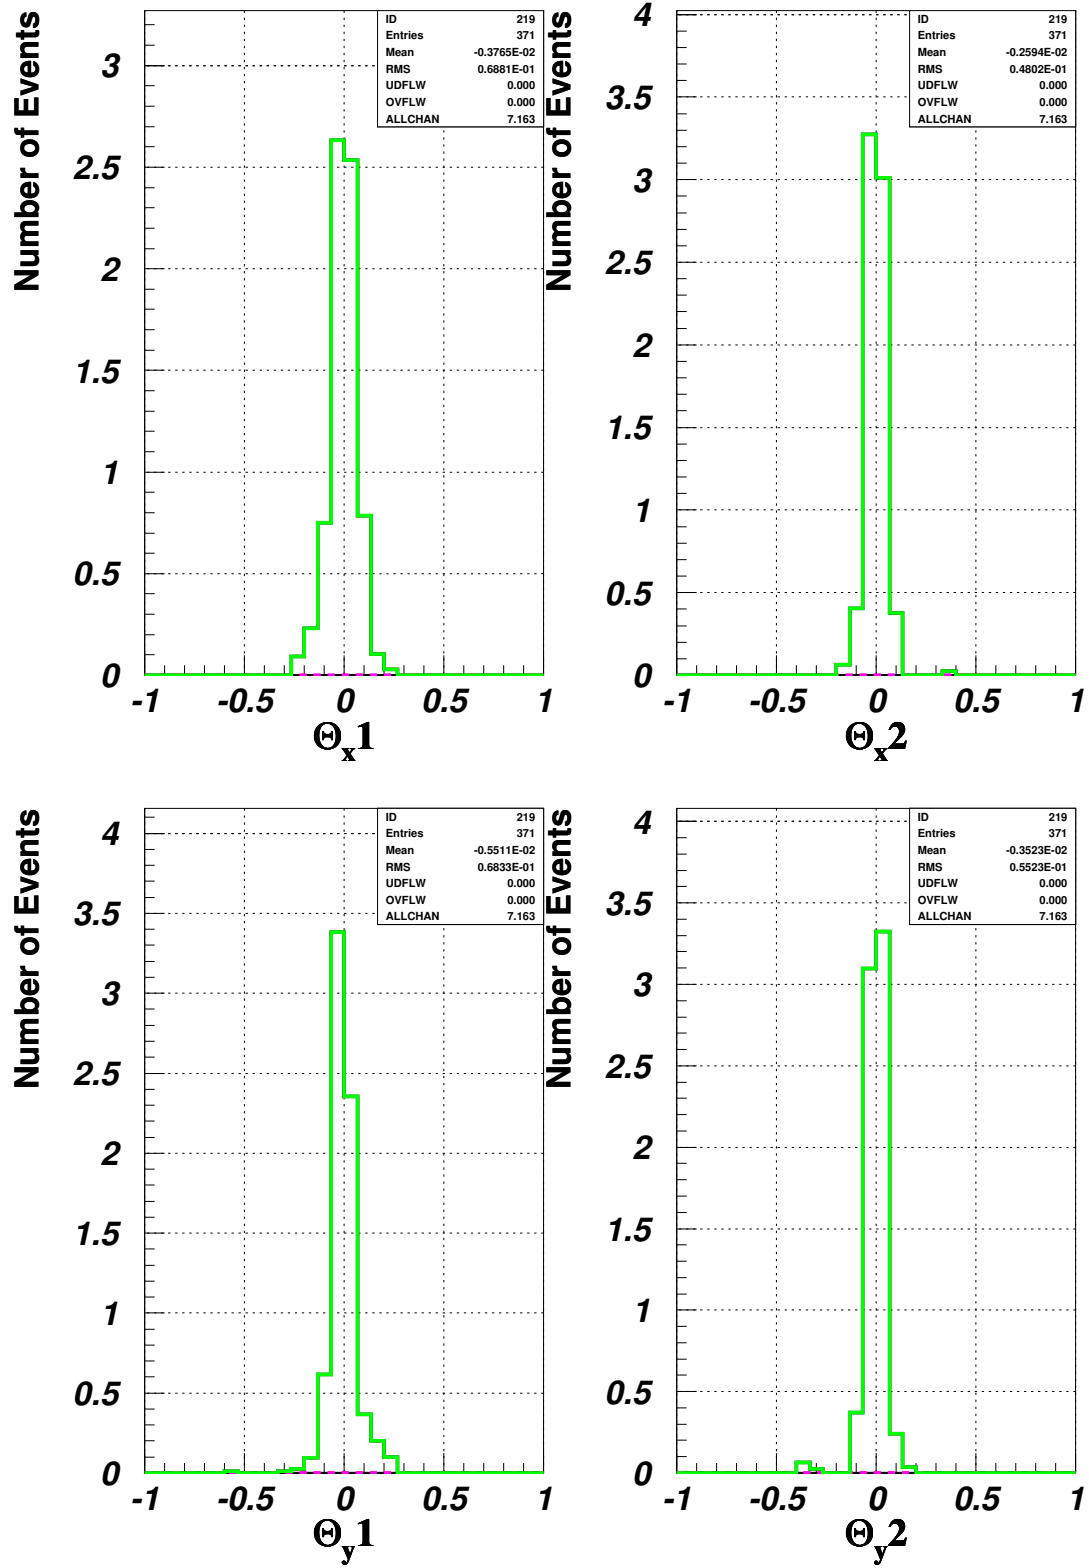 Number of Events
ID 219
Entries 371
Mean -0.3765E-02
RMS 0.6881E-01
UDFLW 0.000
OVFLW 0.000
ALLCHAN 7.163
3
2.5
2
1.5
1
0.5
0
-1 -0.5 0 0.5 1
Θx1
Number of Events
ID 219
Entries 371
Mean -0.2594E-02
RMS 0.4802E-01
UDFLW 0.000
OVFLW 0.000
ALLCHAN 7.163
4
3.5
3
2.5
2
1.5
1
0.5
0
-1 -0.5 0 0.5 1
Θx2
Number of Events
ID 219
Entries 371
Mean -0.5511E-02
RMS 0.6833E-01
UDFLW 0.000
OVFLW 0.000
ALLCHAN 7.163
4
3.5
3
2.5
2
1.5
1
0.5
0
-1 -0.5 0 0.5 1
Θy1
Number of Events
ID 219
Entries 371
Mean -0.3523E-02
RMS 0.5523E-01
UDFLW 0.000
OVFLW 0.000
ALLCHAN 7.163
4
3.5
3
2.5
2
1.5
1
0.5
0
-1 -0.5 0 0.5 1
Θy2